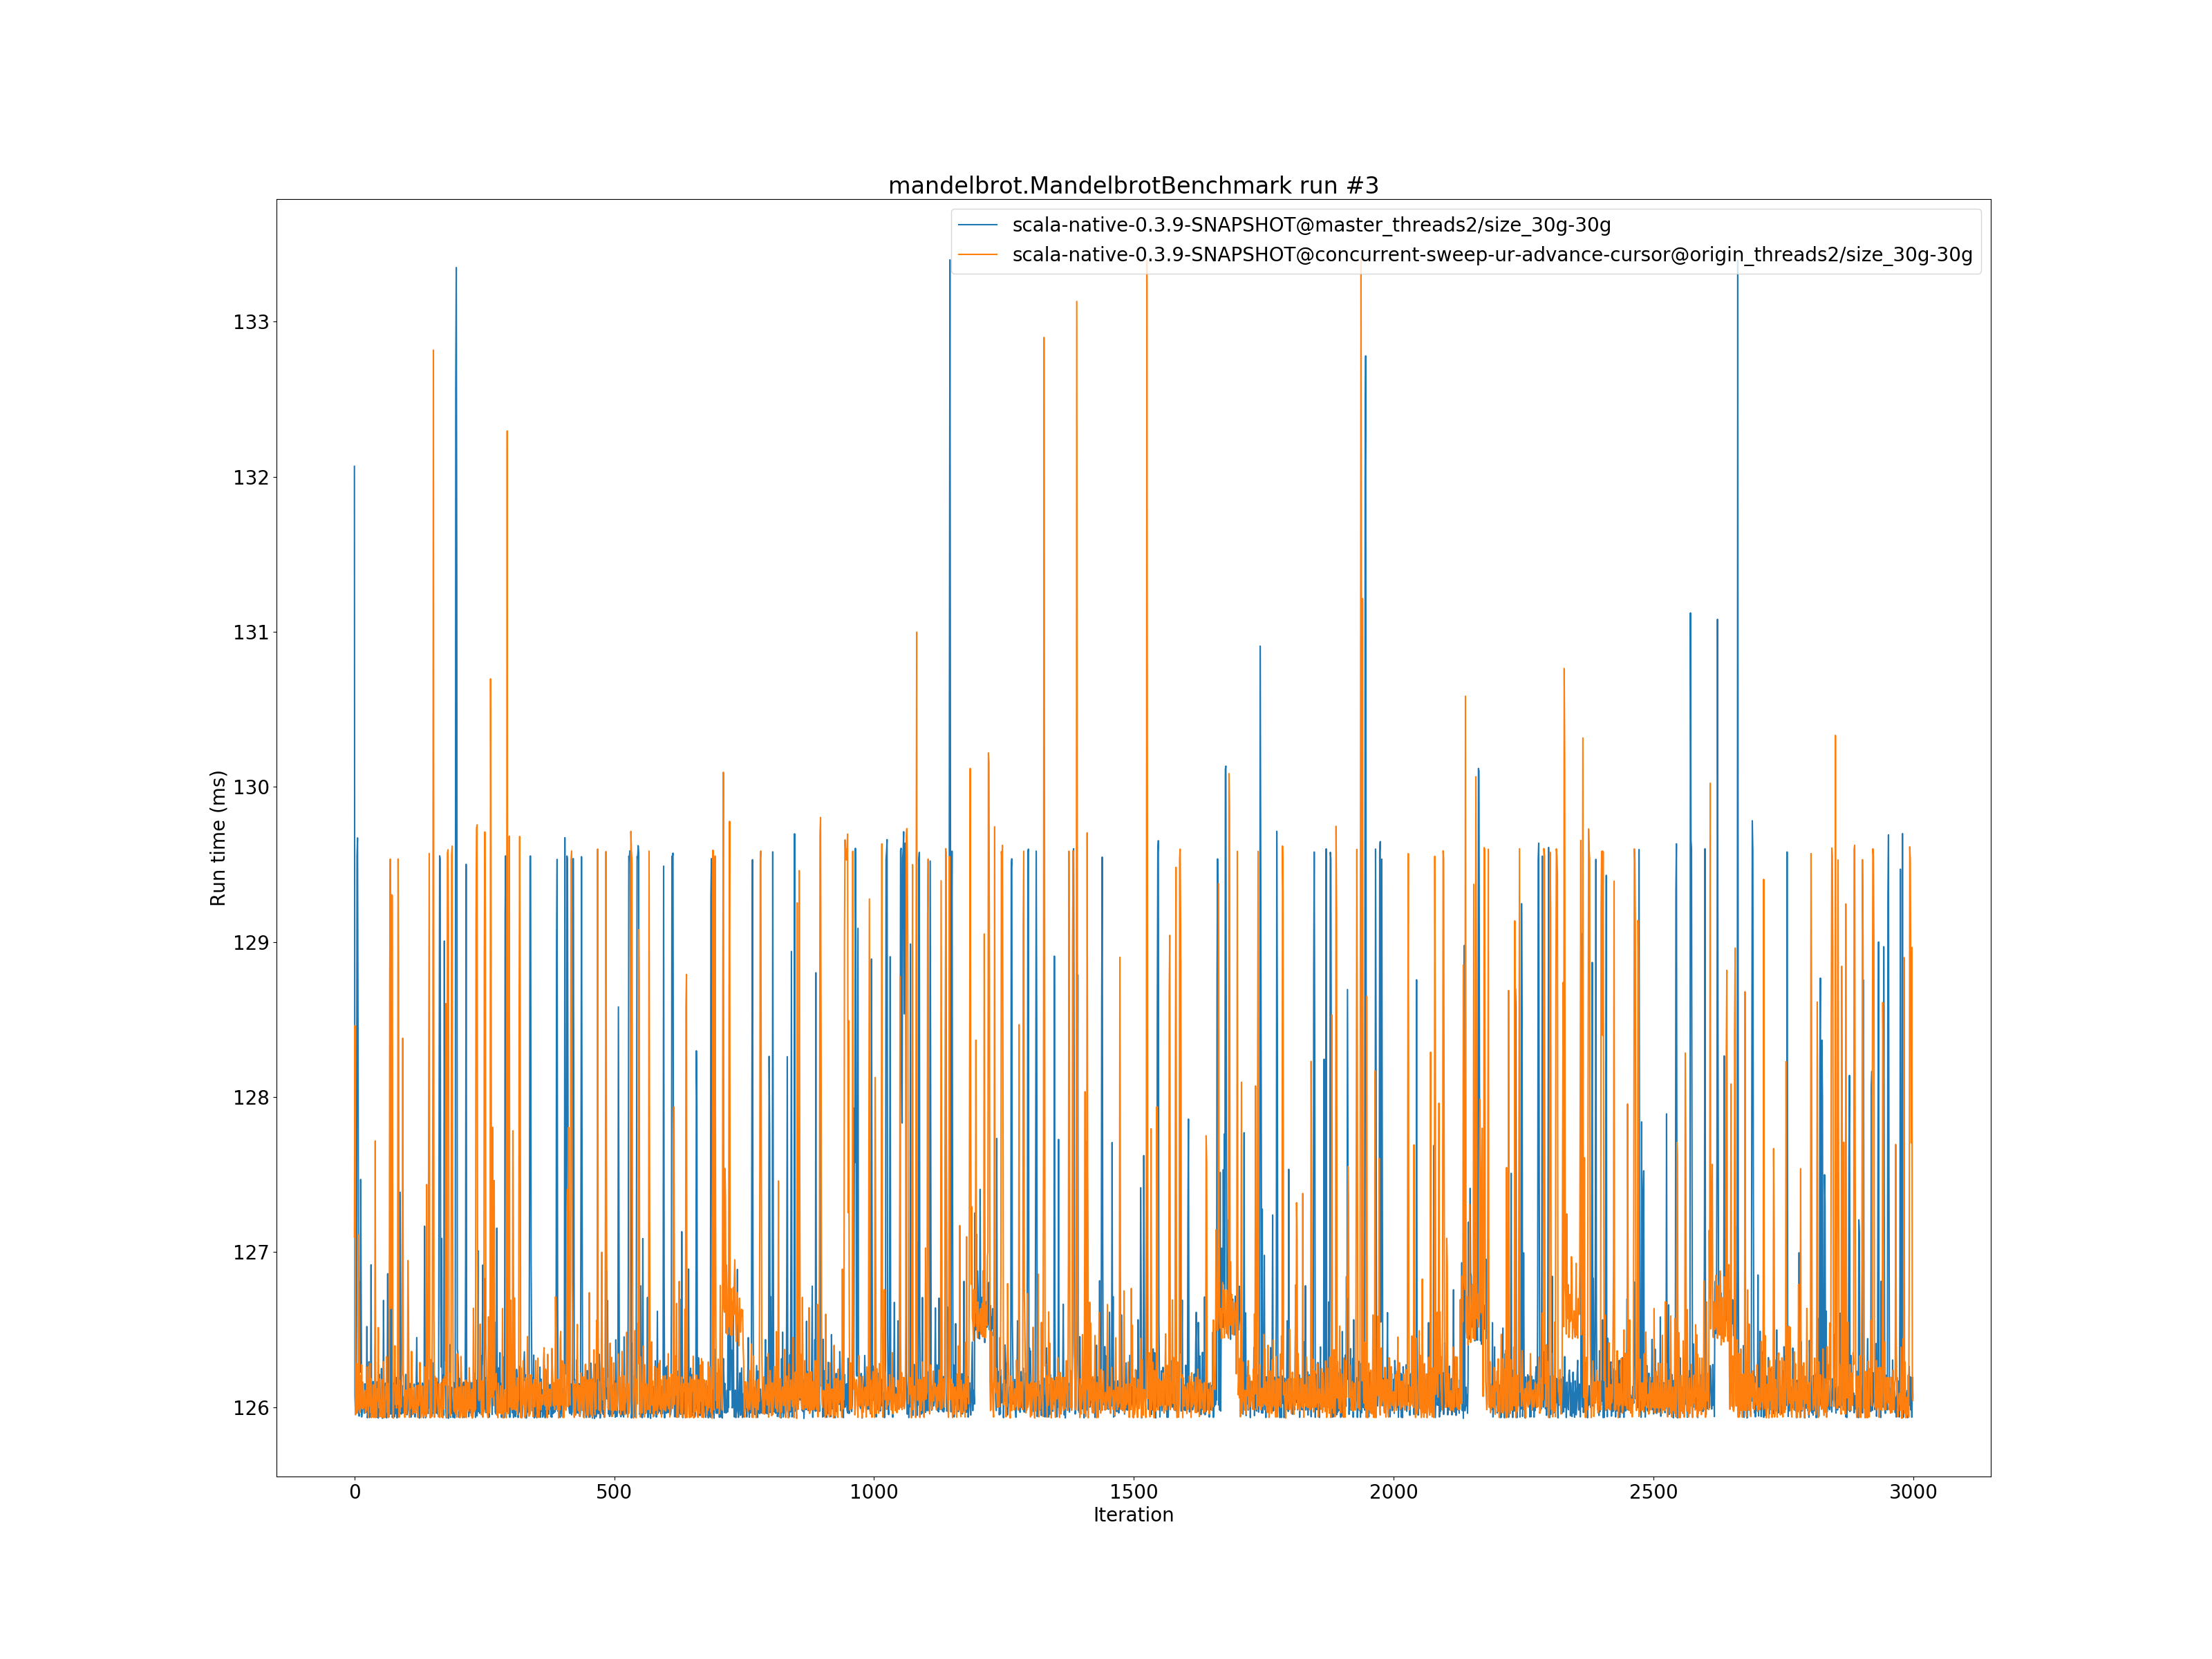 mandelbrot.MandelbrotBenchmark run #3
scala-native-0.3.9-SNAPSHOT@master_threads2/size_30g-30g
scala-native-0.3.9-SNAPSHOT@concurrent-sweep-ur-advance-cursor@origin_threads2/size_30g-30g
133
132
131
130
129
128
127
126
Run time (ms)
0 500 1000 1500 2000 2500 3000
Iteration